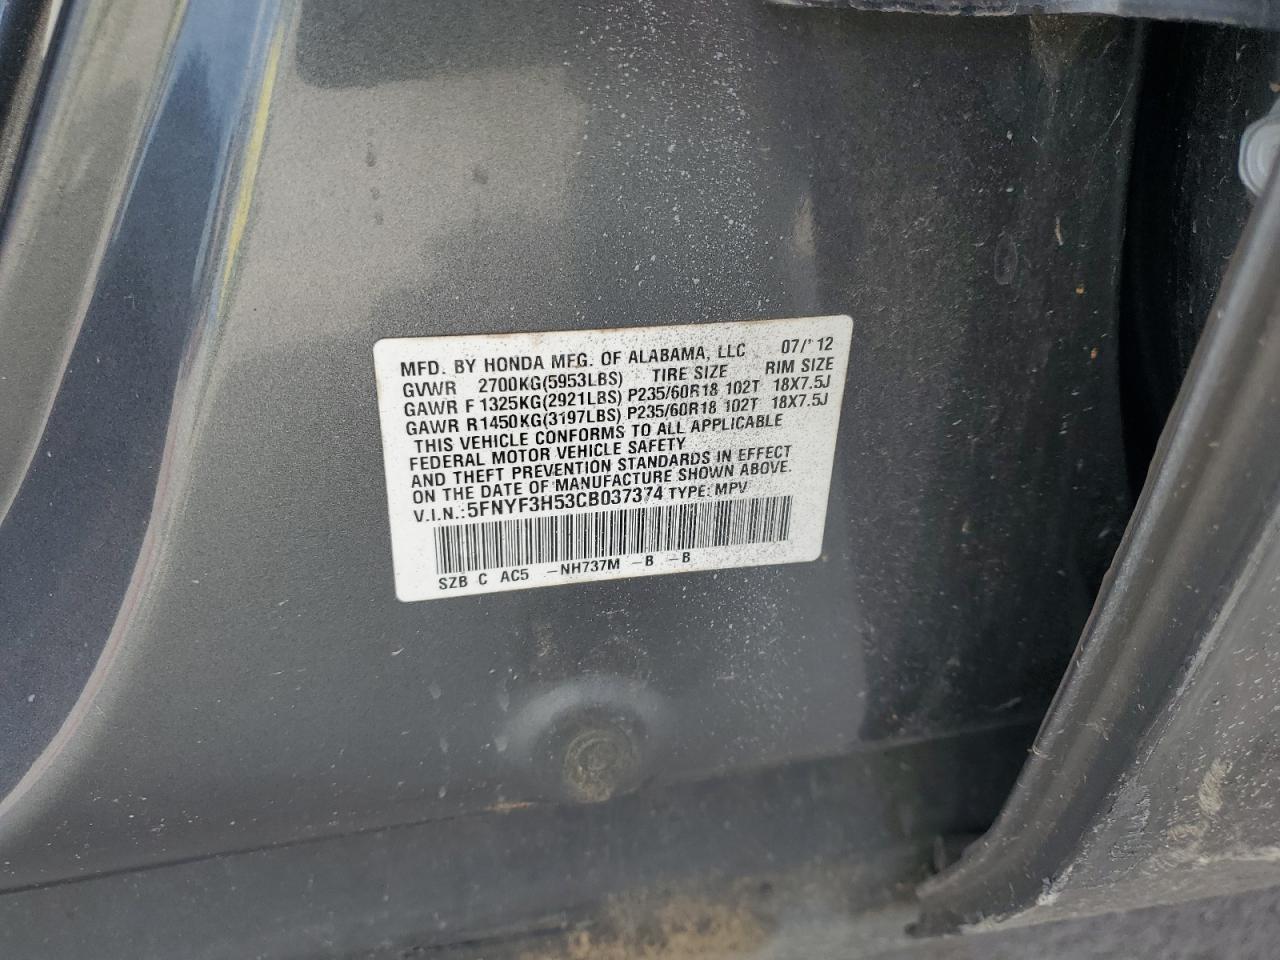 MFD. BY HONDA MFG. OF ALABAMA, LLC 07/'12
GVWR 2700KG(5953LBS) TIRE SIZE RIM SIZE
GAWR F 1325KG(2921LBS) P235/60R18 102T 18X7.5J
GAWR R1450KG(3197LBS) P235/60R18 102T 18X7.5J
THIS VEHICLE CONFORMS TO ALL APPLICABLE
FEDERAL MOTOR VEHICLE SAFETY
AND THEFT PREVENTION STANDARDS IN EFFECT
ON THE DATE OF MANUFACTURE SHOWN ABOVE.
V.I.N.:5FNYF3H53CB037374 TYPE: MPV
SZB C AC5 -NH737M -B -B